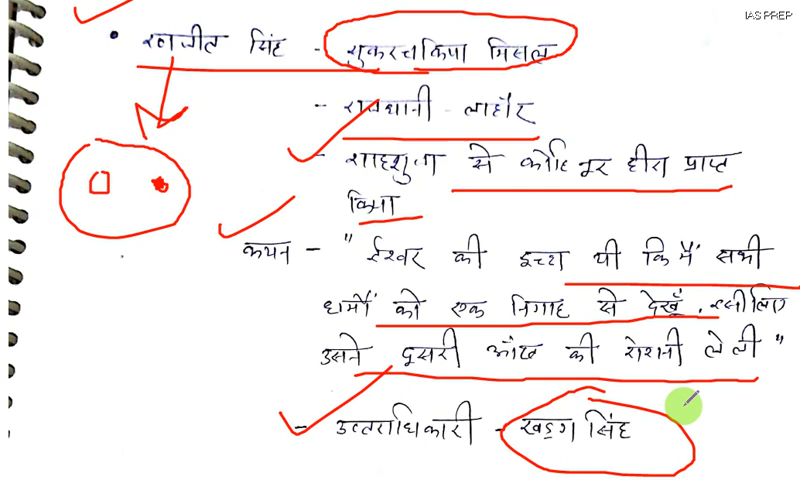 IAS PREP
• रणजीत सिंह - शुकरचकिया मिसल
- राजधानी - लाहौर
- शाहशुजा से कोहिनूर हीरा प्राप्त
किया
कथन - " ईश्वर की इच्छा थी कि मैं सभी
धर्मों को एक निगाह से देखूँ, इसीलिए
उसने दूसरी आँख की रोशनी ले ली "
- उत्तराधिकारी - खड़ग सिंह